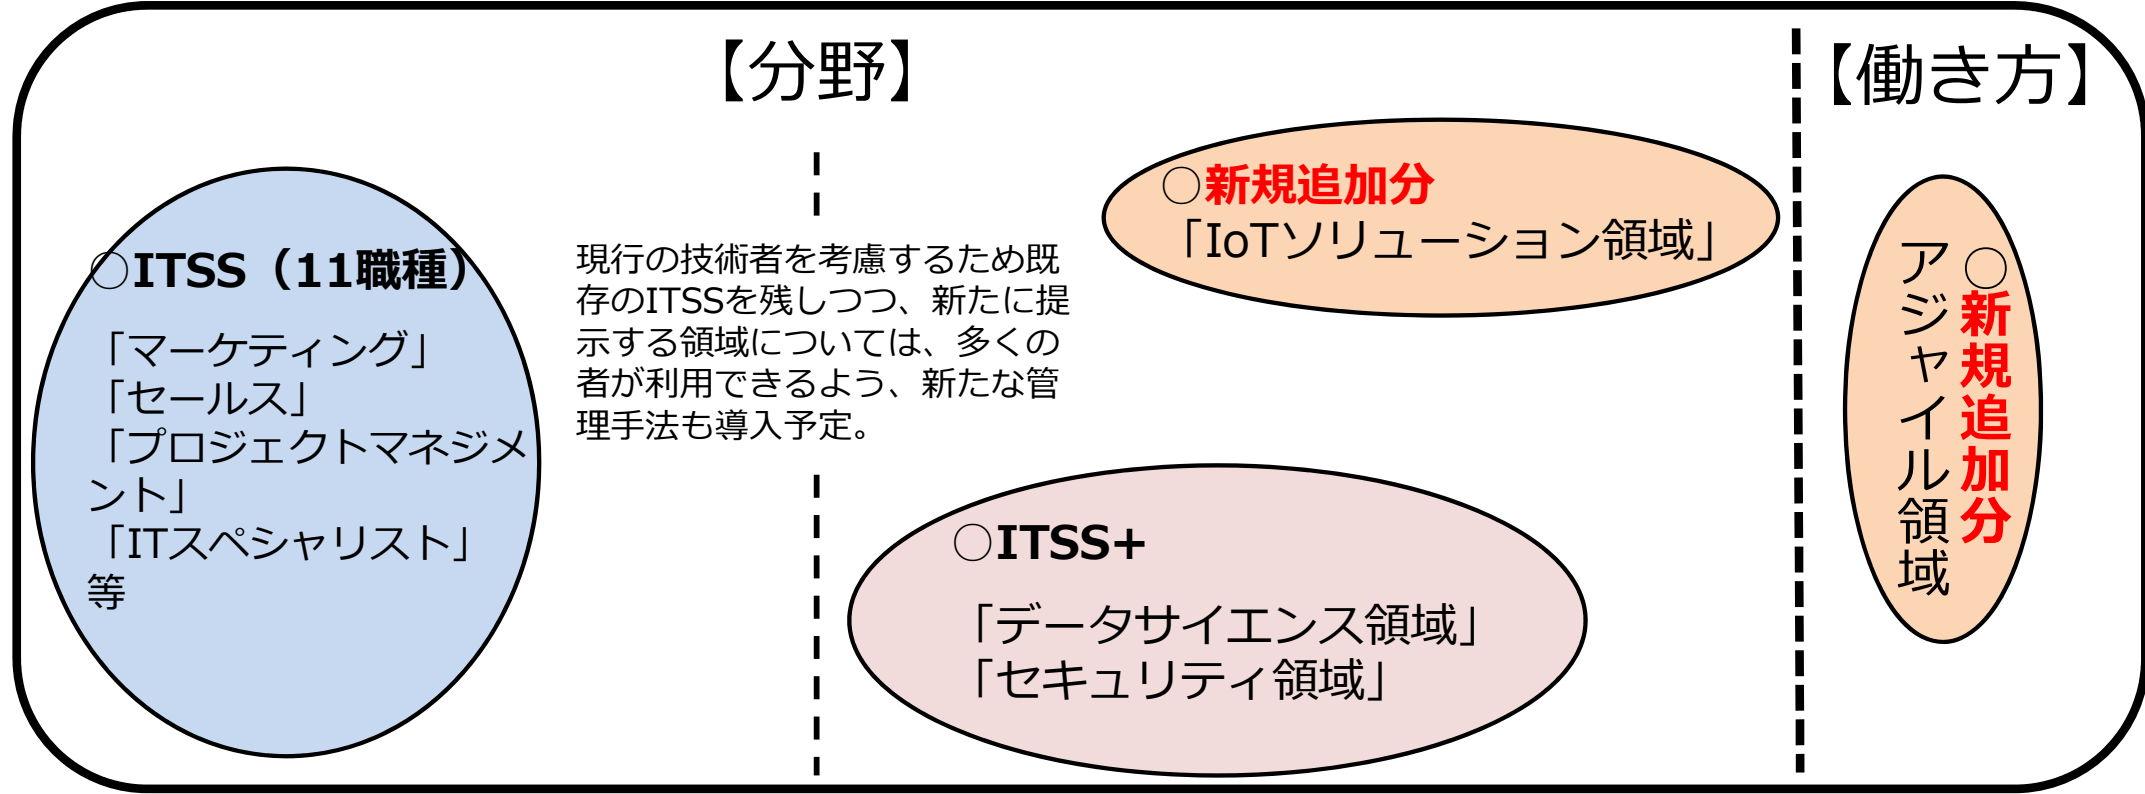 【分野】
【働き方】
○ITSS（11職種）
「マーケティング」
「セールス」
「プロジェクトマネジメ
ント」
「ITスペシャリスト」
等
現行の技術者を考慮するため既
存のITSSを残しつつ、新たに提
示する領域については、多くの
者が利用できるよう、新たな管
理手法も導入予定。
○新規追加分
「IoTソリューション領域」
○ITSS+
「データサイエンス領域」
「セキュリティ領域」
○新規追加分
アジャイル領域